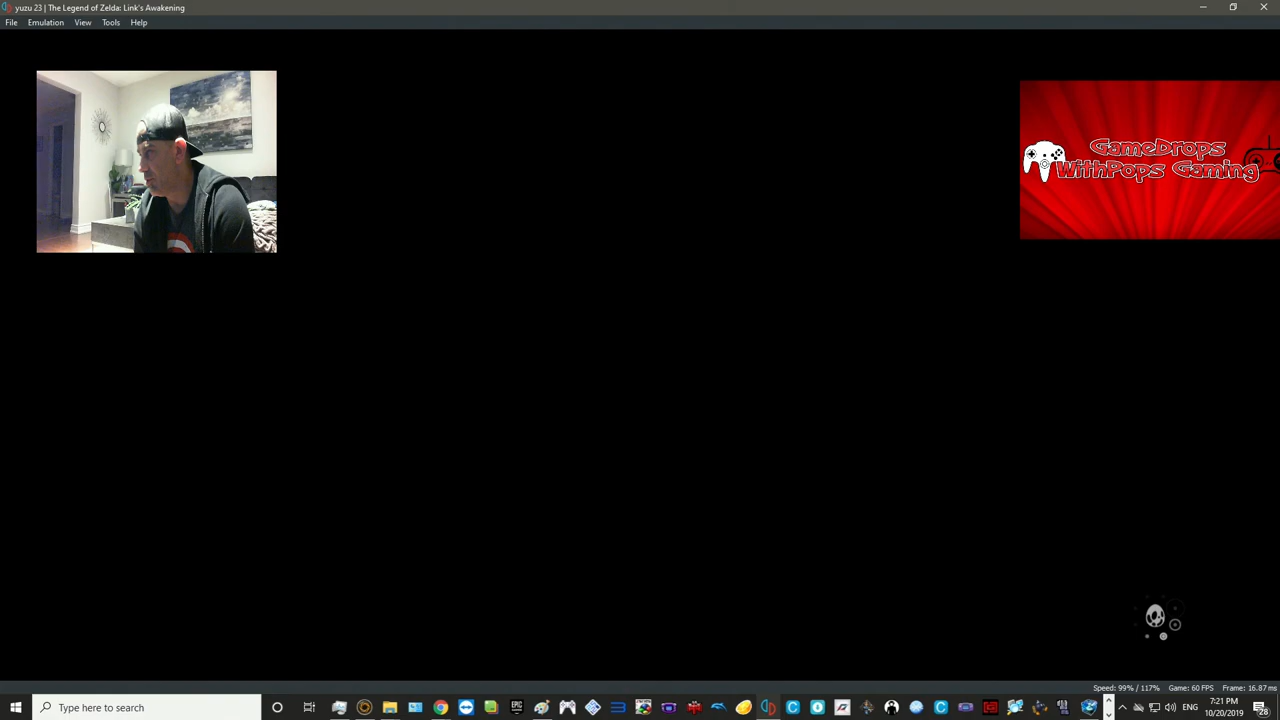 yuzu 23 | The Legend of Zelda: Link's Awakening
File Emulation View Tools Help
GameDrops
WithPops Gaming
Speed: 99% / 117% Game: 60 FPS Frame: 16.87 ms
Type here to search
EPIC
ENG
7:21 PM
10/20/2019